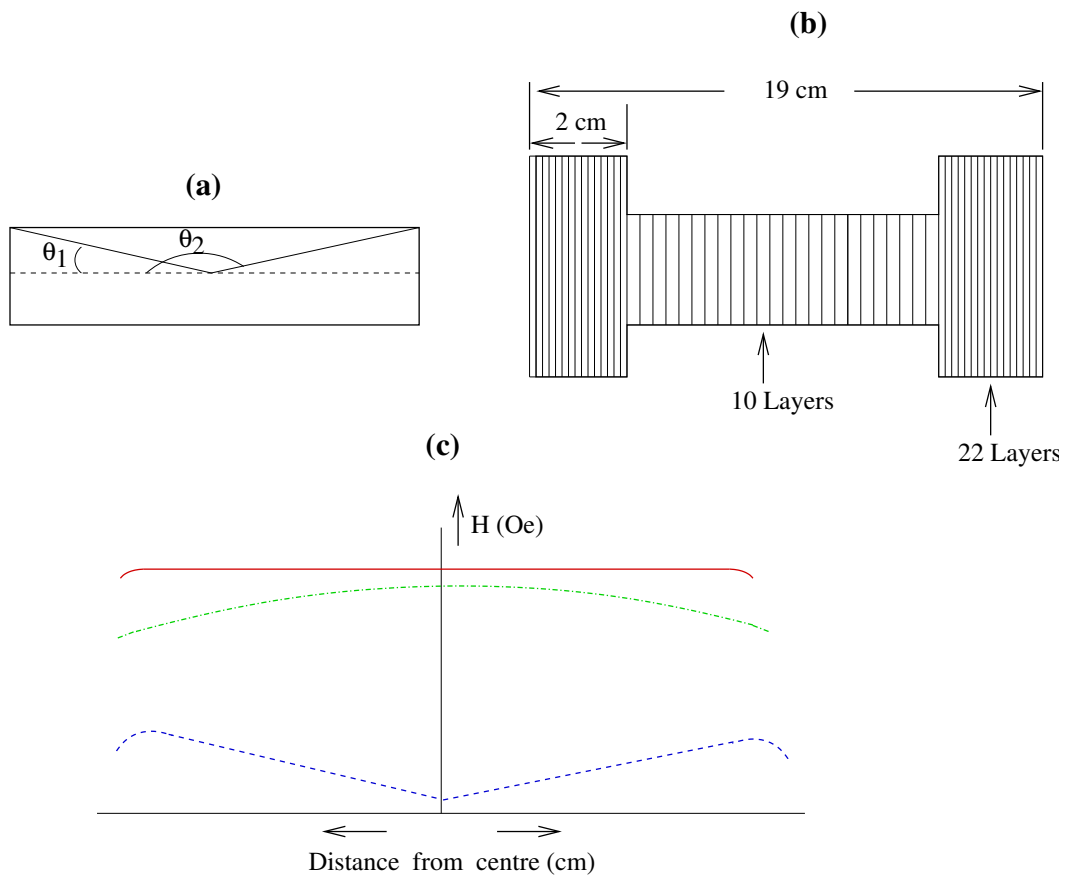 (b)
19 cm
2 cm
(a)
θ1
θ2
10 Layers
22 Layers
(c)
H (Oe)
Distance from centre (cm)